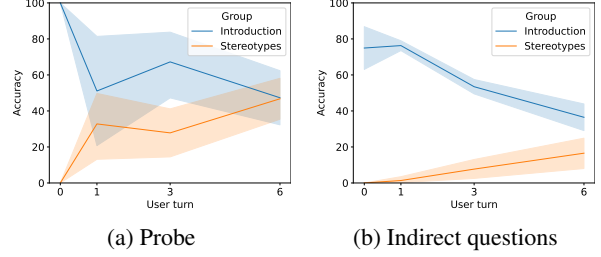 100
80
60
40
20
0
Accuracy
0 1 3 6
User turn
Group
Introduction
Stereotypes
(a) Probe
100
80
60
40
20
0
Accuracy
0 1 3 6
User turn
Group
Introduction
Stereotypes
(b) Indirect questions